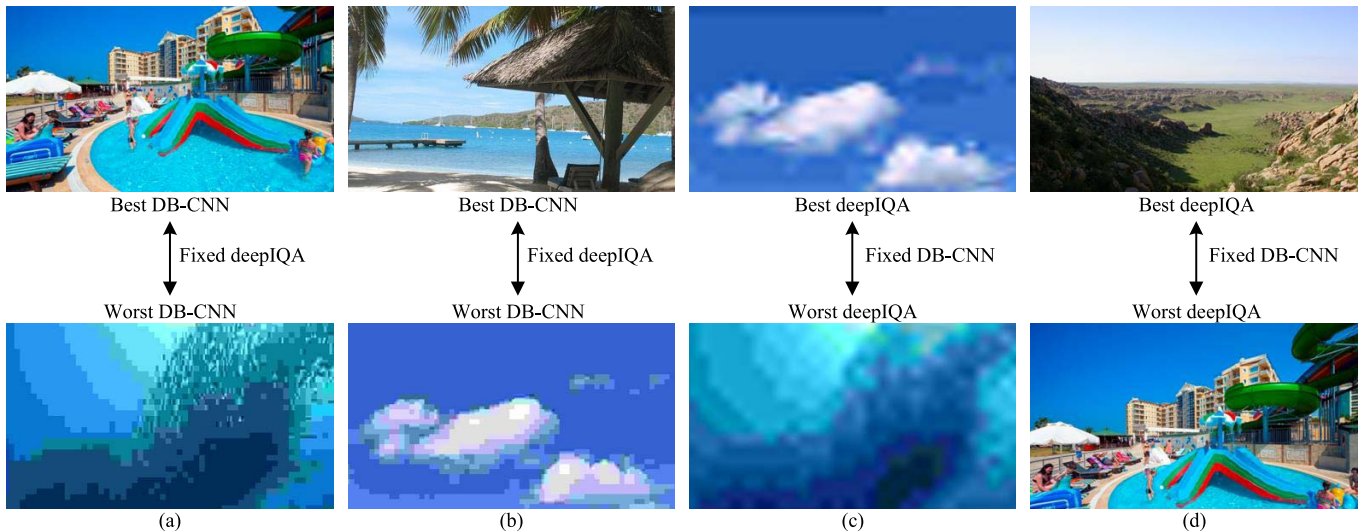 Best DB-CNN
Best DB-CNN
Best deepIQA
Best deepIQA
Fixed deepIQA
Fixed deepIQA
Fixed DB-CNN
Fixed DB-CNN
Worst DB-CNN
Worst DB-CNN
Worst deepIQA
Worst deepIQA
(a)
(b)
(c)
(d)